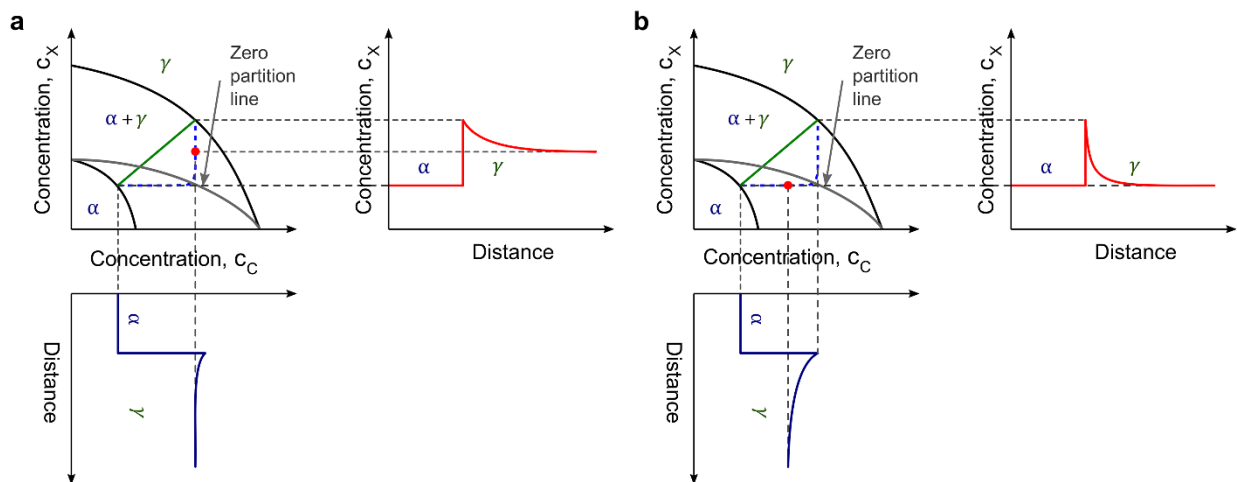 a
Concentration, c_X
γ
α + γ
α
Zero
partition
line
Concentration, c_C
Concentration, c_X
α
γ
Distance
α
γ
Distance
b
Concentration, c_X
γ
α + γ
α
Zero
partition
line
Concentration, c_C
Concentration, c_X
α
γ
Distance
α
γ
Distance